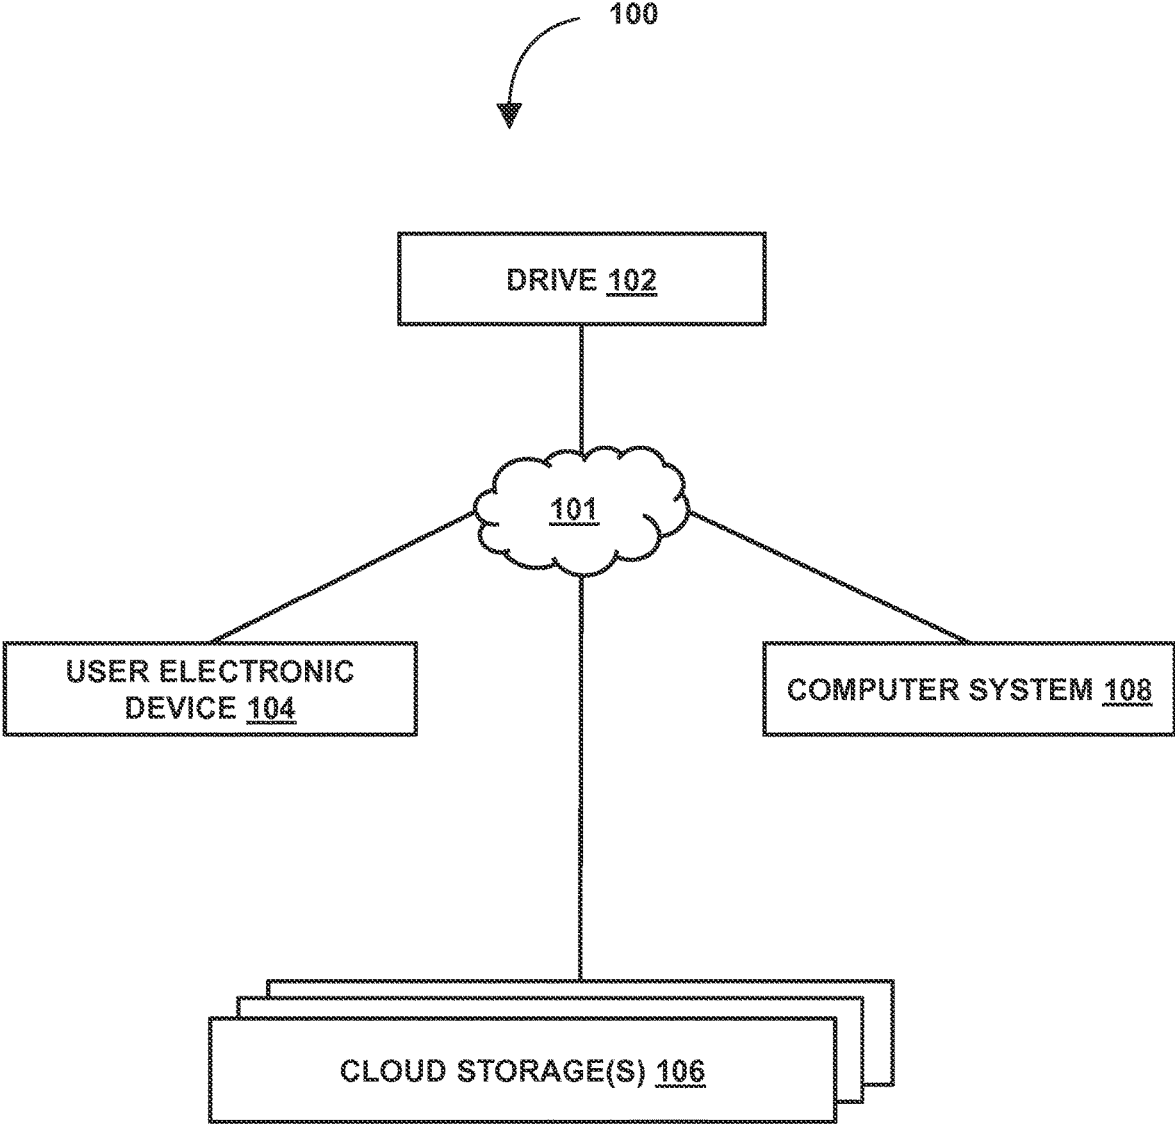 100
DRIVE 102
101
USER ELECTRONIC
DEVICE 104
COMPUTER SYSTEM 108
CLOUD STORAGE(S) 106